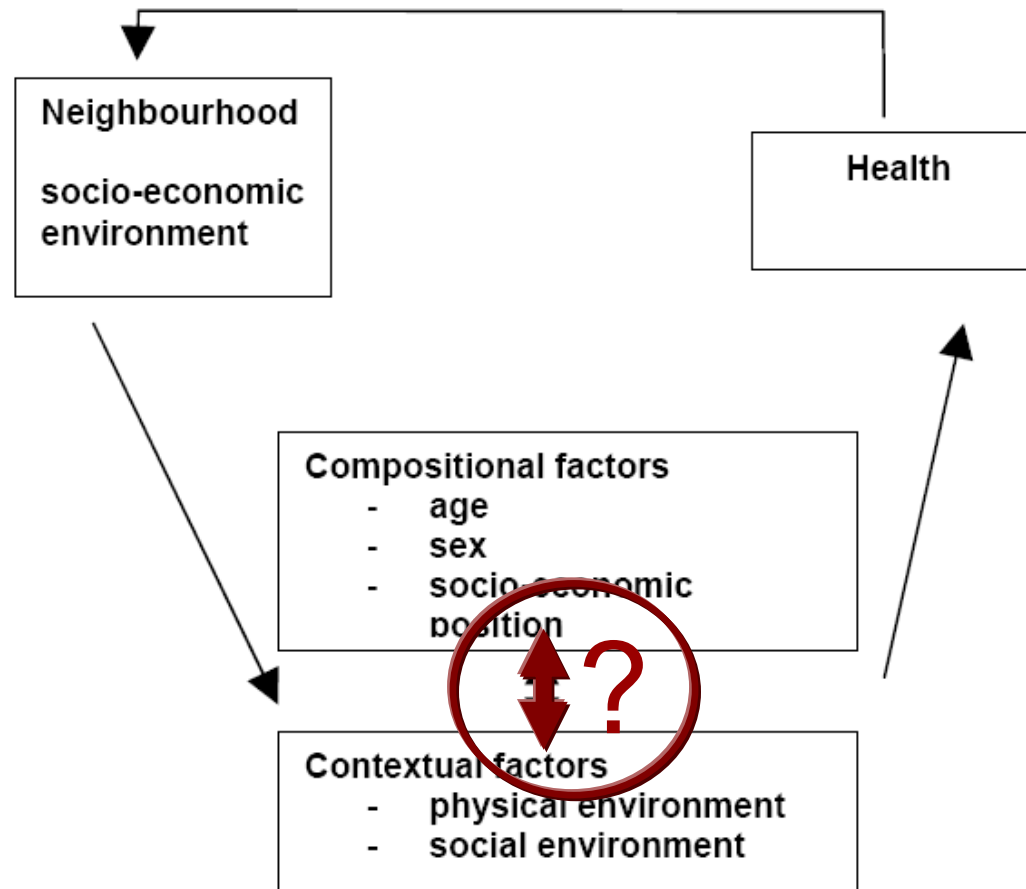 Neighbourhood
socio-economic
environment
Health
Compositional factors
- age
- sex
- socio-economic
position
?
Contextual factors
- physical environment
- social environment